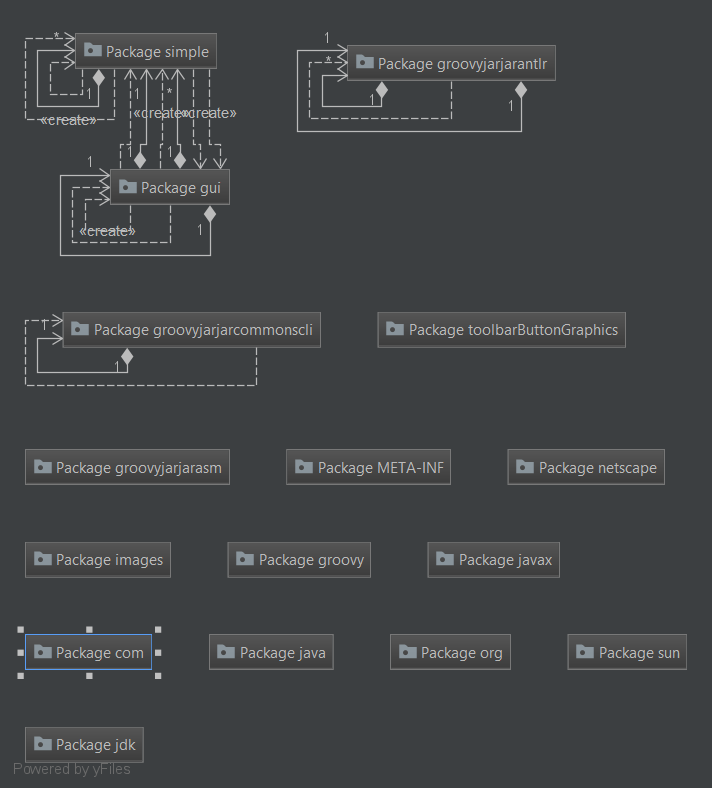 *
1
Package simple
Package groovyjarjarantlr
*
1
1
*
1
1
«create»
«create»
«create»
1
1
1
Package gui
«create»
1
1
Package groovyjarjarcommonscli
Package toolbarButtonGraphics
1
Package groovyjarjarasm
Package META-INF
Package netscape
Package images
Package groovy
Package javax
Package com
Package java
Package org
Package sun
Package jdk
Powered by yFiles